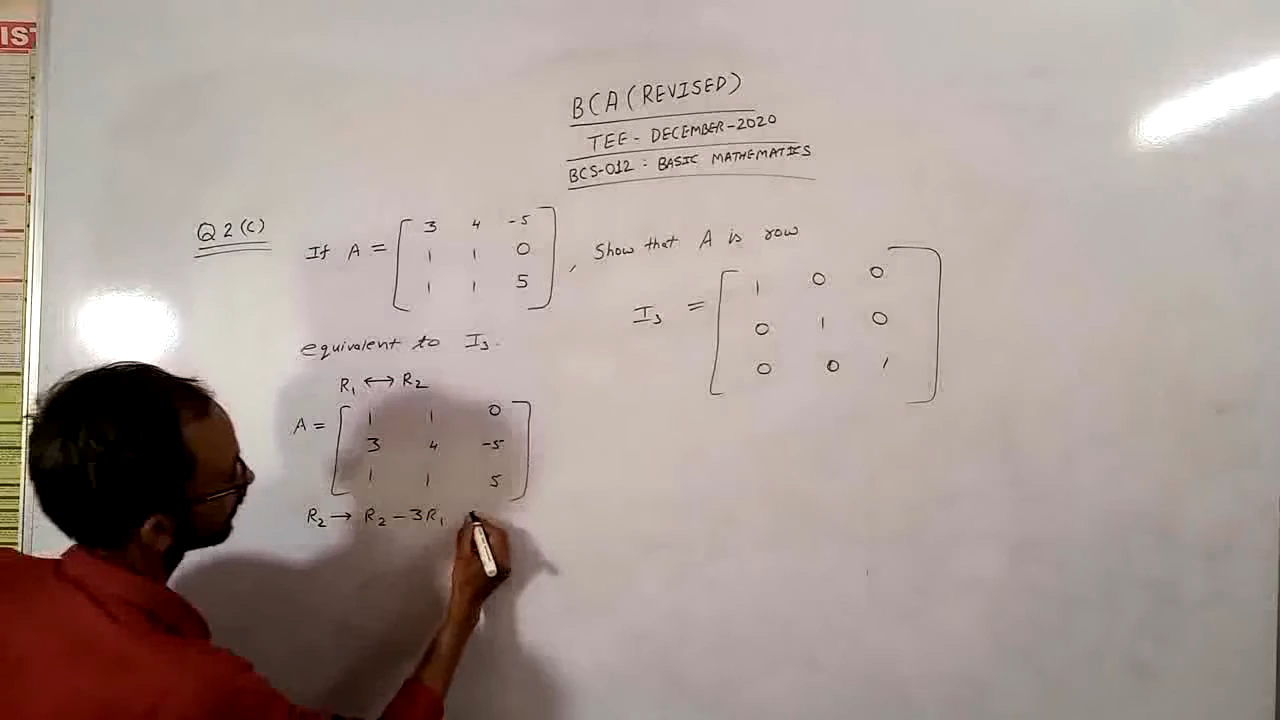 IST
BCA (REVISED)
TEE - DECEMBER-2020
BCS-012 : BASIC MATHEMATICS
Q 2 (C)
If A = [ 3 4 -5
1 1 0
1 1 5 ] , Show that A is row
equivalent to I₃.
I₃ = [ 1 0 0
0 1 0
0 0 1 ]
R₁ ↔ R₂
A = [ 1 1 0
3 4 -5
1 1 5 ]
R₂ → R₂ - 3R₁